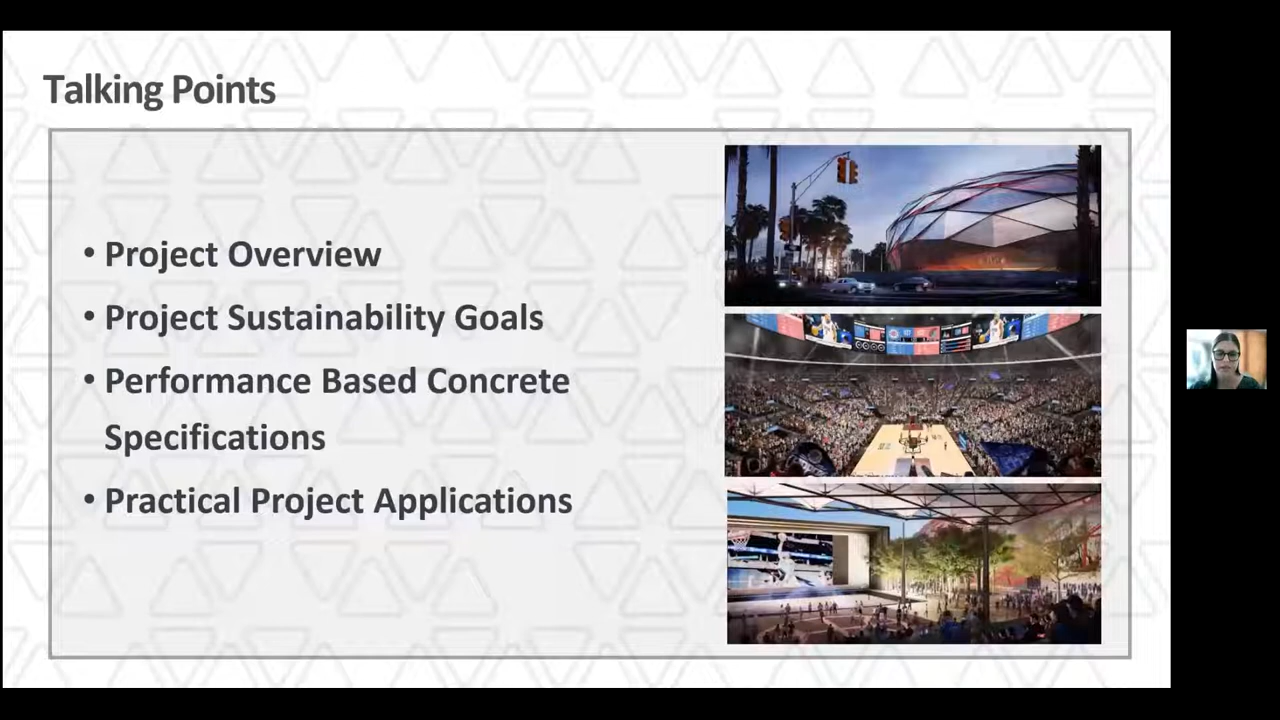 Talking Points
• Project Overview
• Project Sustainability Goals
• Performance Based Concrete
Specifications
• Practical Project Applications